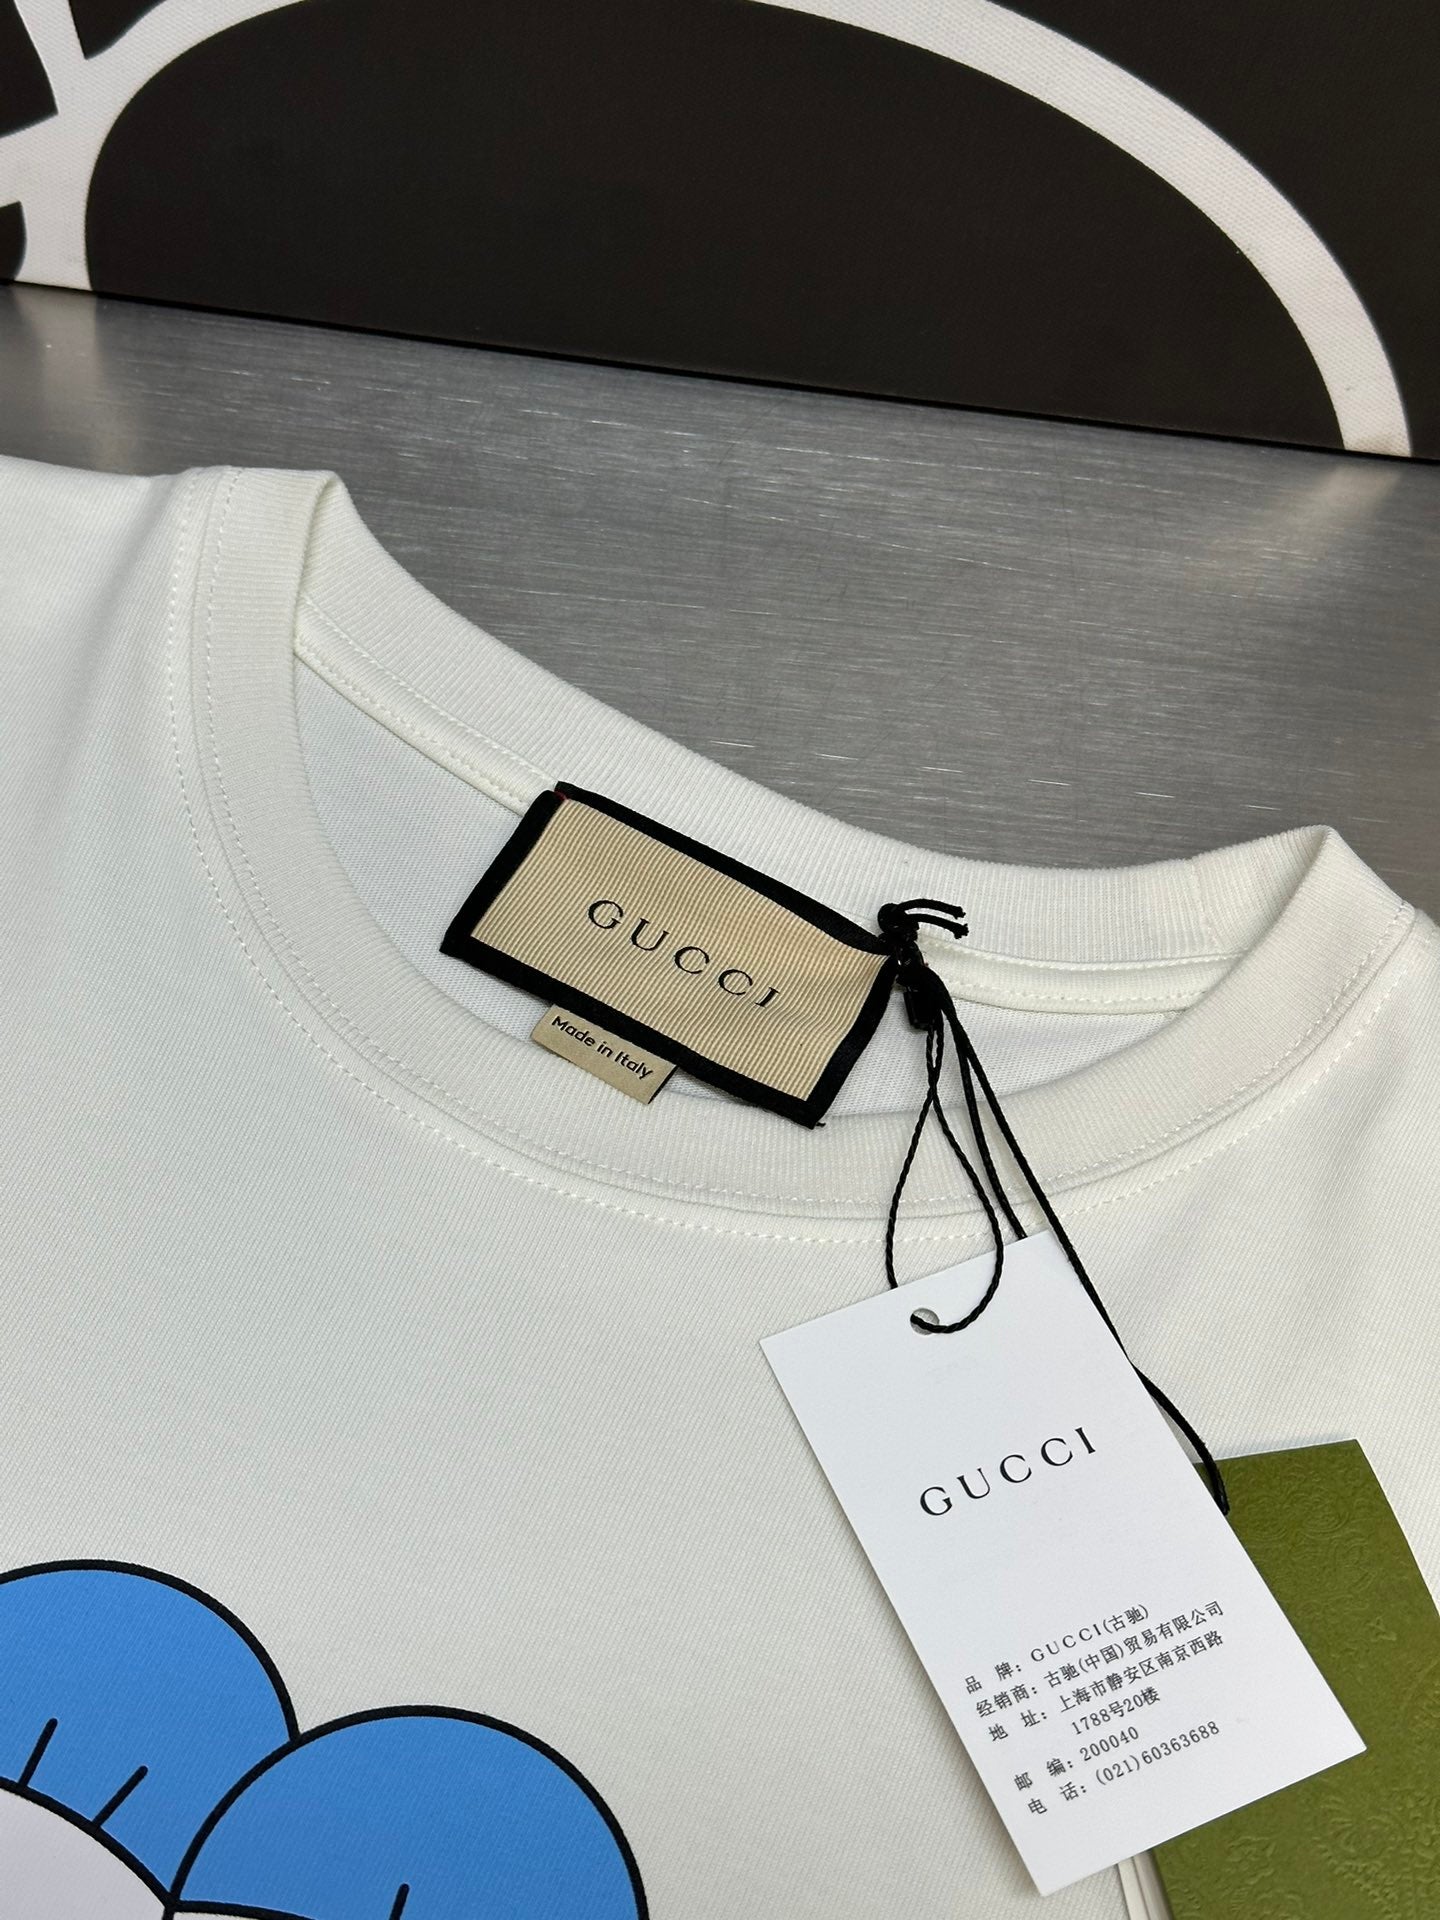 GUCCI
Made in Italy
GUCCI
品 牌：GUCCI(古驰)
经销商：古驰(中国)贸易有限公司
地 址：上海市静安区南京西路
1788号20楼
邮 编：200040
电 话：(021)60363688